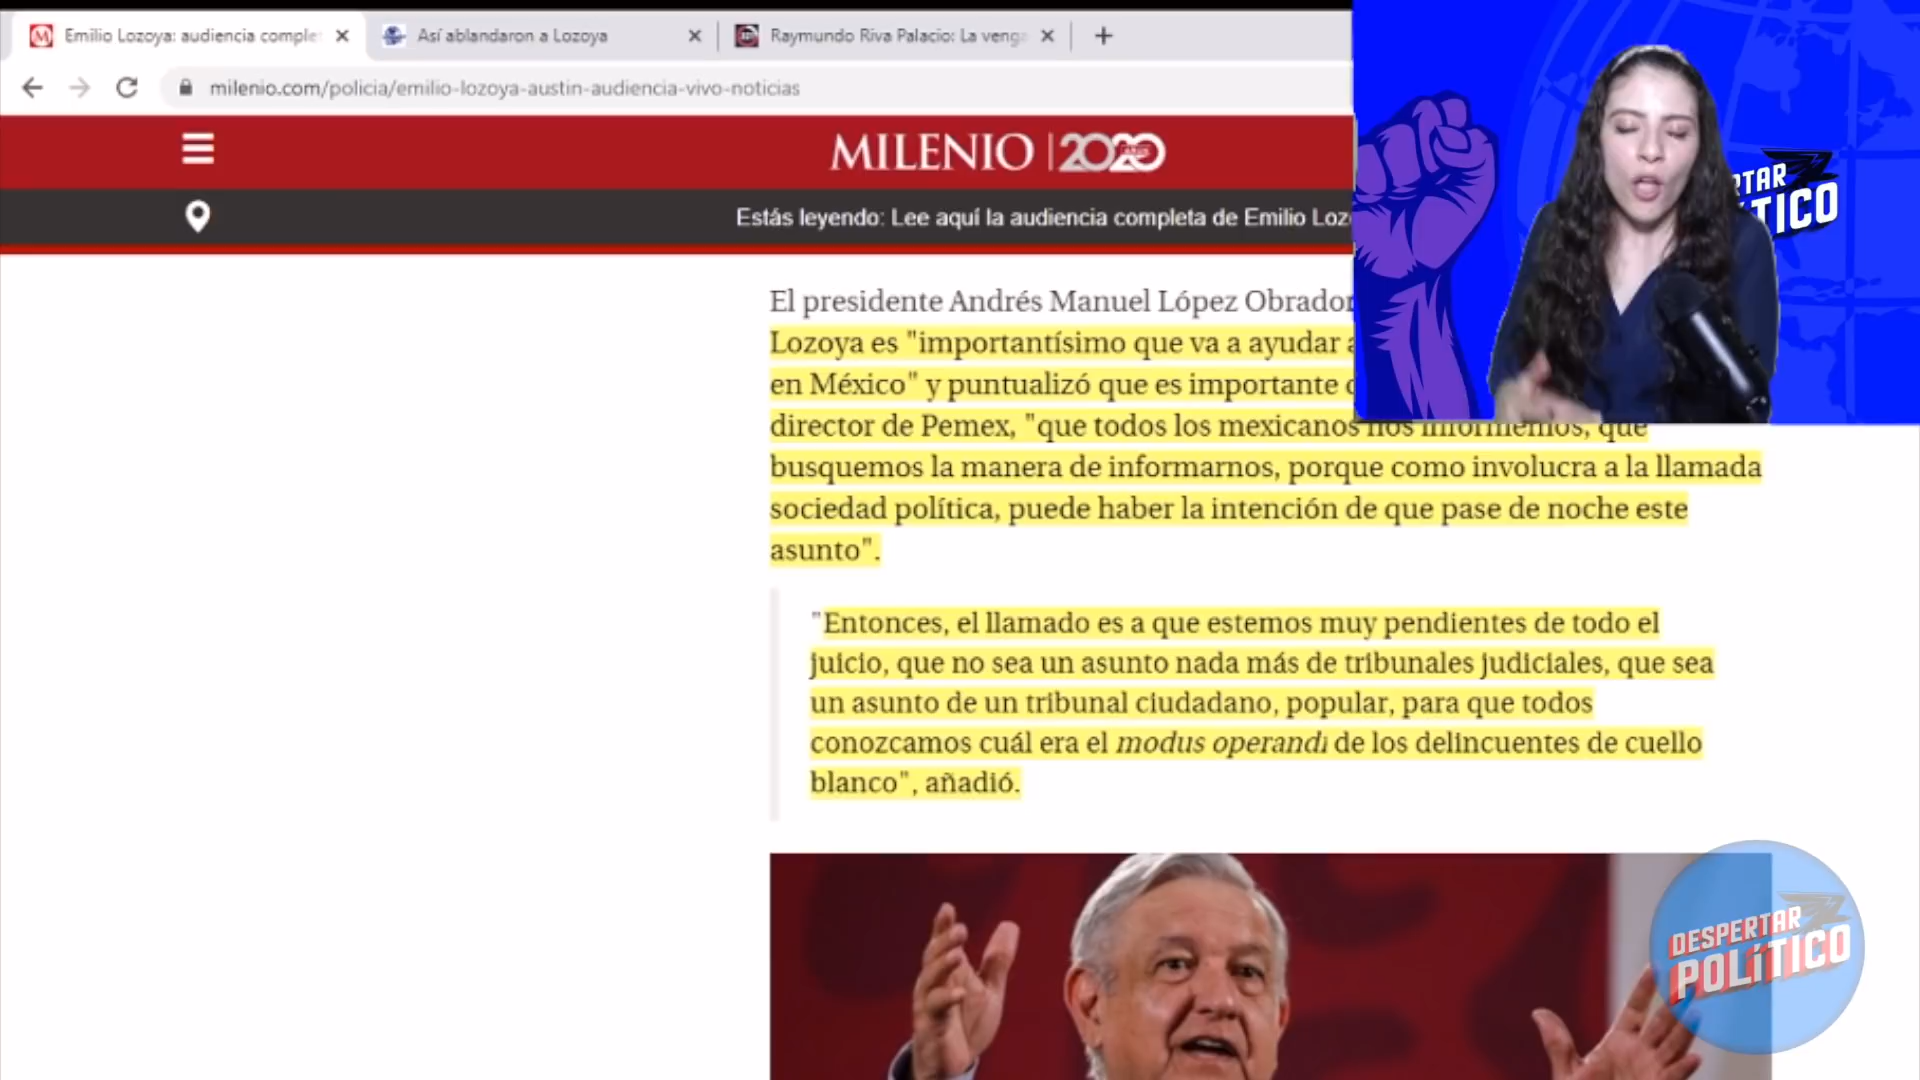 Emilio Lozoya: audiencia comple
Así ablandaron a Lozoya
Raymundo Riva Palacio: La veng
milenio.com/policia/emilio-lozoya-austin-audiencia-vivo-noticias
MILENIO | 2020
Estás leyendo: Lee aquí la audiencia completa de Emilio Loz
El presidente Andrés Manuel López Obrador
Lozoya es "importantísimo que va a ayudar
en México" y puntualizó que es importante
director de Pemex, "que todos los mexicanos nos informemos, que
busquemos la manera de informarnos, porque como involucra a la llamada
sociedad política, puede haber la intención de que pase de noche este
asunto".
"Entonces, el llamado es a que estemos muy pendientes de todo el
juicio, que no sea un asunto nada más de tribunales judiciales, que sea
un asunto de un tribunal ciudadano, popular, para que todos
conozcamos cuál era el modus operandi de los delincuentes de cuello
blanco", añadió.
RTAR
TICO
DESPERTAR
POLÍTICO